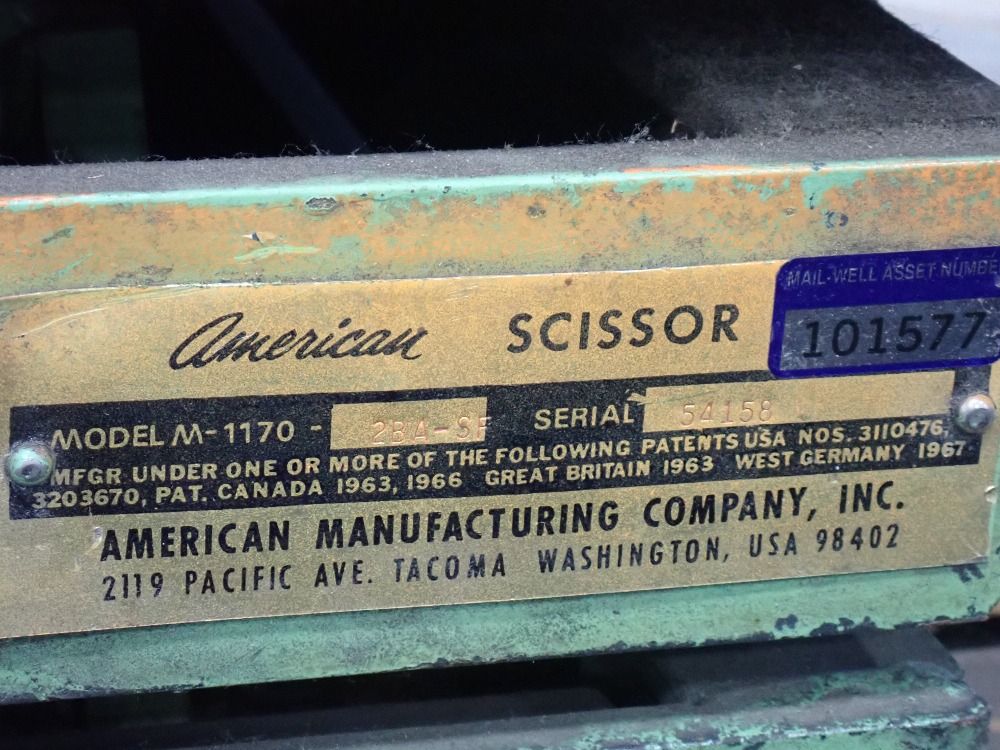 American SCISSOR
MAIL-WELL ASSET NUMBE
101577
MODEL M-1170 - 2BA-SF SERIAL 54158
MFGR UNDER ONE OR MORE OF THE FOLLOWING PATENTS USA NOS. 3110476,
3203670, PAT. CANADA 1963, 1966 GREAT BRITAIN 1963 WEST GERMANY 1967
AMERICAN MANUFACTURING COMPANY, INC.
2119 PACIFIC AVE. TACOMA WASHINGTON, USA 98402